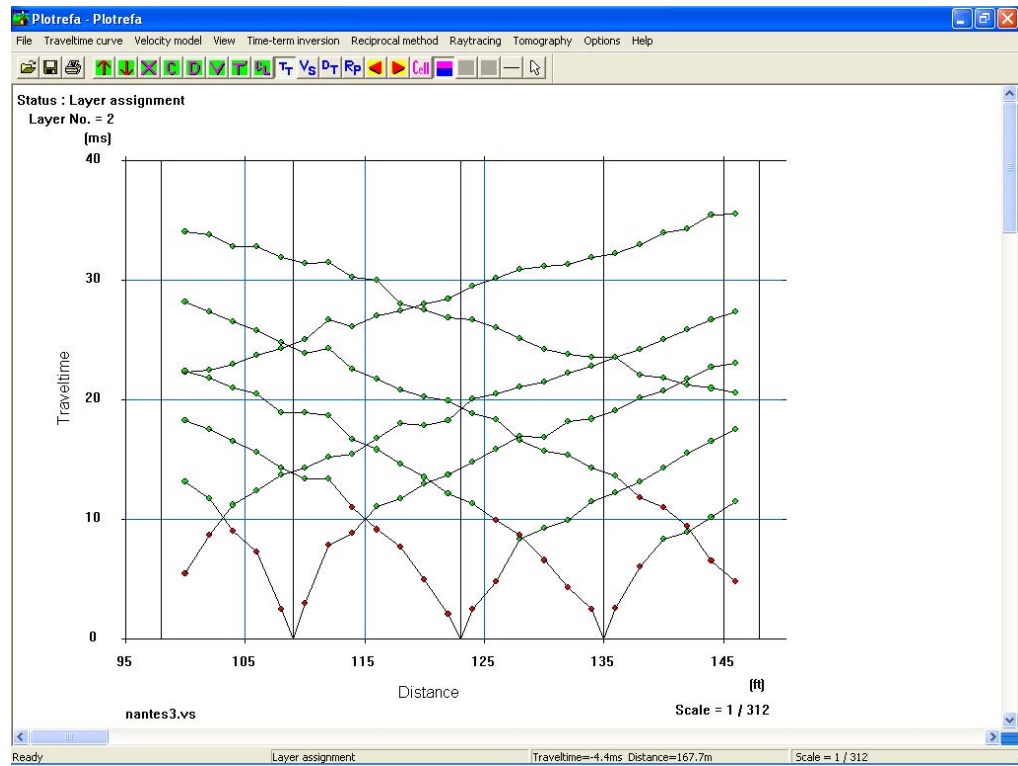 Plotrefa - Plotrefa
File Traveltime curve Velocity model View Time-term inversion Reciprocal method Raytracing Tomography Options Help
C D CL TT VS DT RP Cell
Status : Layer assignment
Layer No. = 2
(ms)
40
30
20
10
0
Traveltime
95 105 115 125 135 145
(ft)
Distance
nantes3.vs
Scale = 1 / 312
Ready Layer assignment Traveltime=-4.4ms Distance=167.7m Scale = 1 / 312